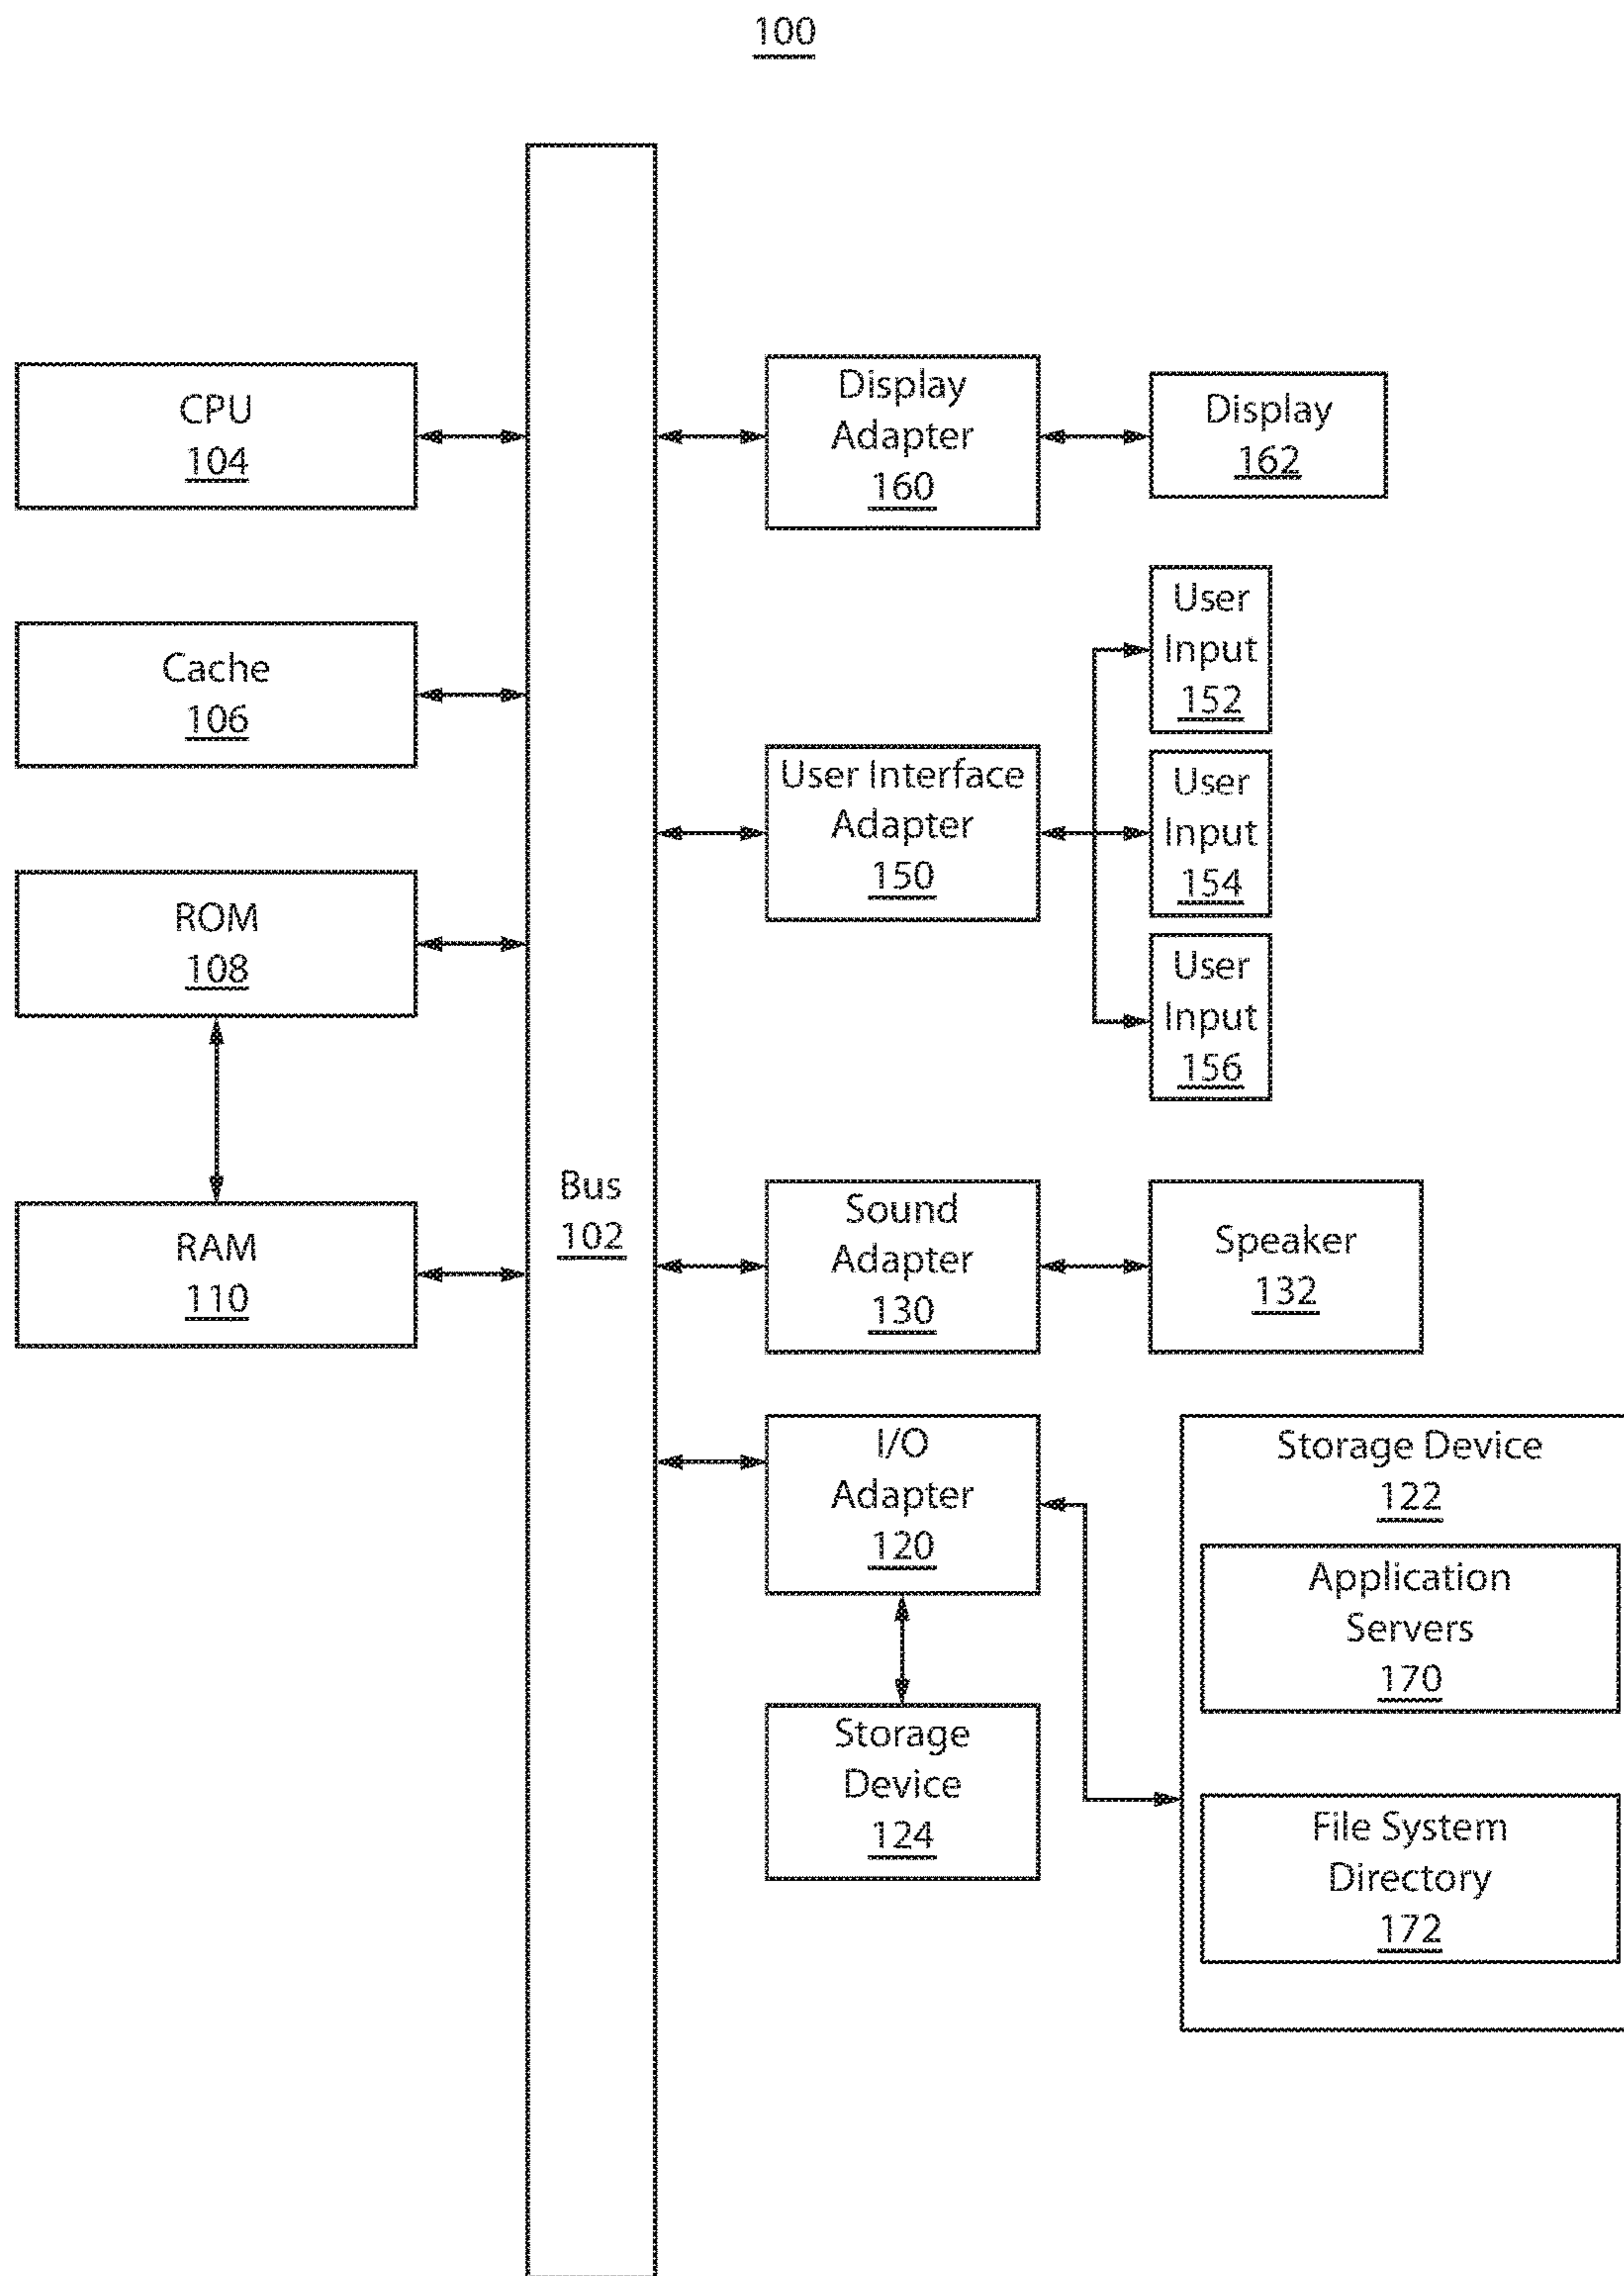 100
CPU
104
Cache
106
ROM
108
RAM
110
Bus
102
Display
Adapter
160
Display
162
User Interface
Adapter
150
User
Input
152
User
Input
154
User
Input
156
Sound
Adapter
130
Speaker
132
I/O
Adapter
120
Storage
Device
124
Storage Device
122
Application
Servers
170
File System
Directory
172